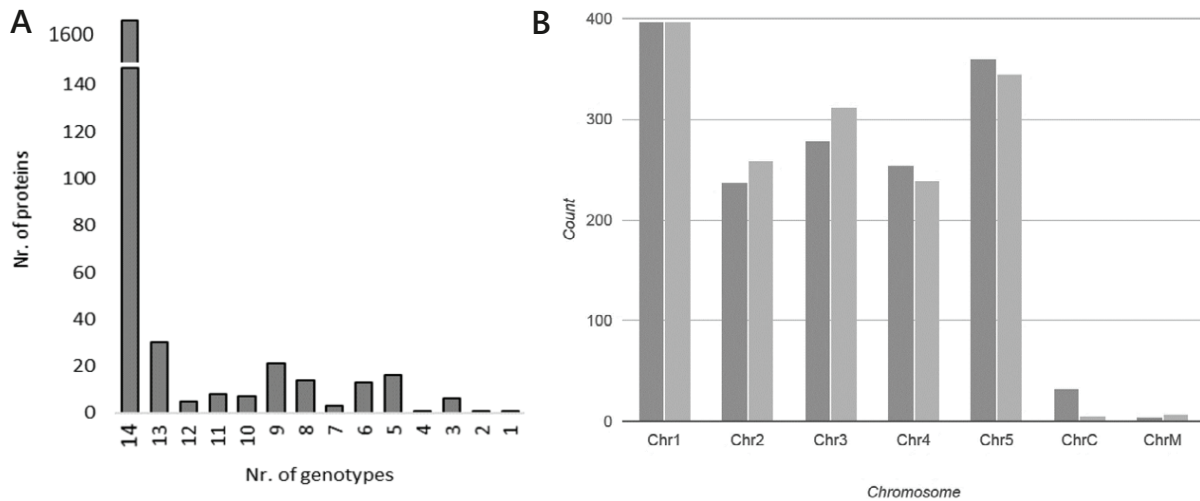 A
1600
140
120
100
80
60
40
20
0
Nr. of proteins
14 13 12 11 10 9 8 7 6 5 4 3 2 1
Nr. of genotypes
B
400
300
200
100
0
Count
Chr1 Chr2 Chr3 Chr4 Chr5 ChrC ChrM
Chromosome